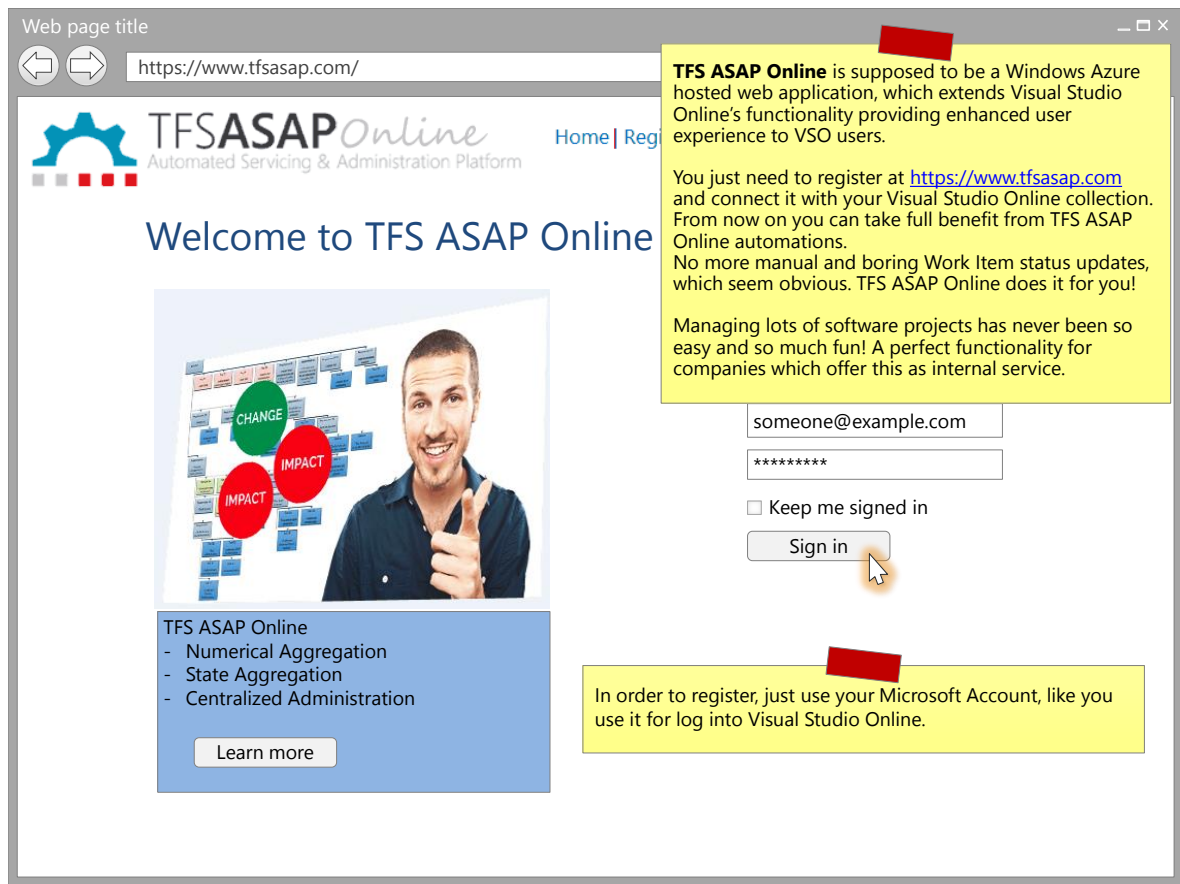 Web page title
https://www.tfsasap.com/
TFSASAPOnline
Automated Servicing & Administration Platform
Home| Regi
TFS ASAP Online is supposed to be a Windows Azure
hosted web application, which extends Visual Studio
Online's functionality providing enhanced user
experience to VSO users.
You just need to register at https://www.tfsasap.com
and connect it with your Visual Studio Online collection.
From now on you can take full benefit from TFS ASAP
Online automations.
No more manual and boring Work Item status updates,
which seem obvious. TFS ASAP Online does it for you!
Managing lots of software projects has never been so
easy and so much fun! A perfect functionality for
companies which offer this as internal service.
Welcome to TFS ASAP Online
CHANGE
IMPACT
IMPACT
someone@example.com
*********
Keep me signed in
Sign in
TFS ASAP Online
- Numerical Aggregation
- State Aggregation
- Centralized Administration
Learn more
In order to register, just use your Microsoft Account, like you
use it for log into Visual Studio Online.